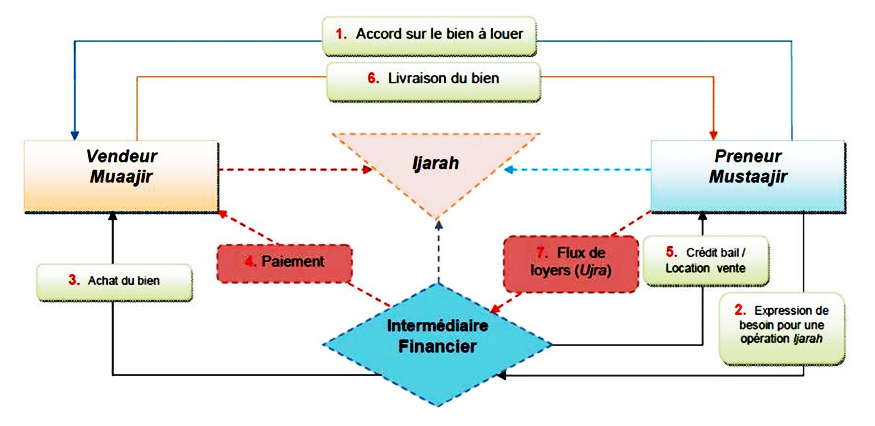 1. Accord sur le bien à louer
6. Livraison du bien
Vendeur
Muaajir
Ijarah
Preneur
Mustaajir
4. Paiement
7. Flux de
loyers (Ujra)
5. Crédit bail /
Location vente
3. Achat du bien
2. Expression de
besoin pour une
opération Ijarah
Intermédiaire
Financier